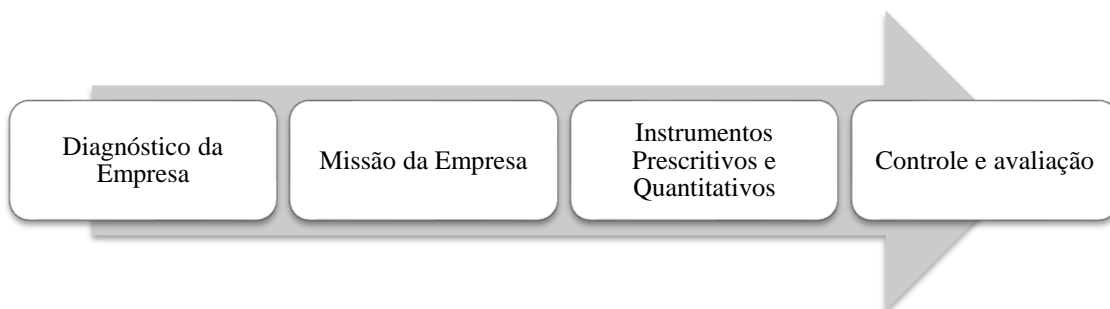 Diagnóstico da
Empresa
Missão da Empresa
Instrumentos
Prescritivos e
Quantitativos
Controle e avaliação